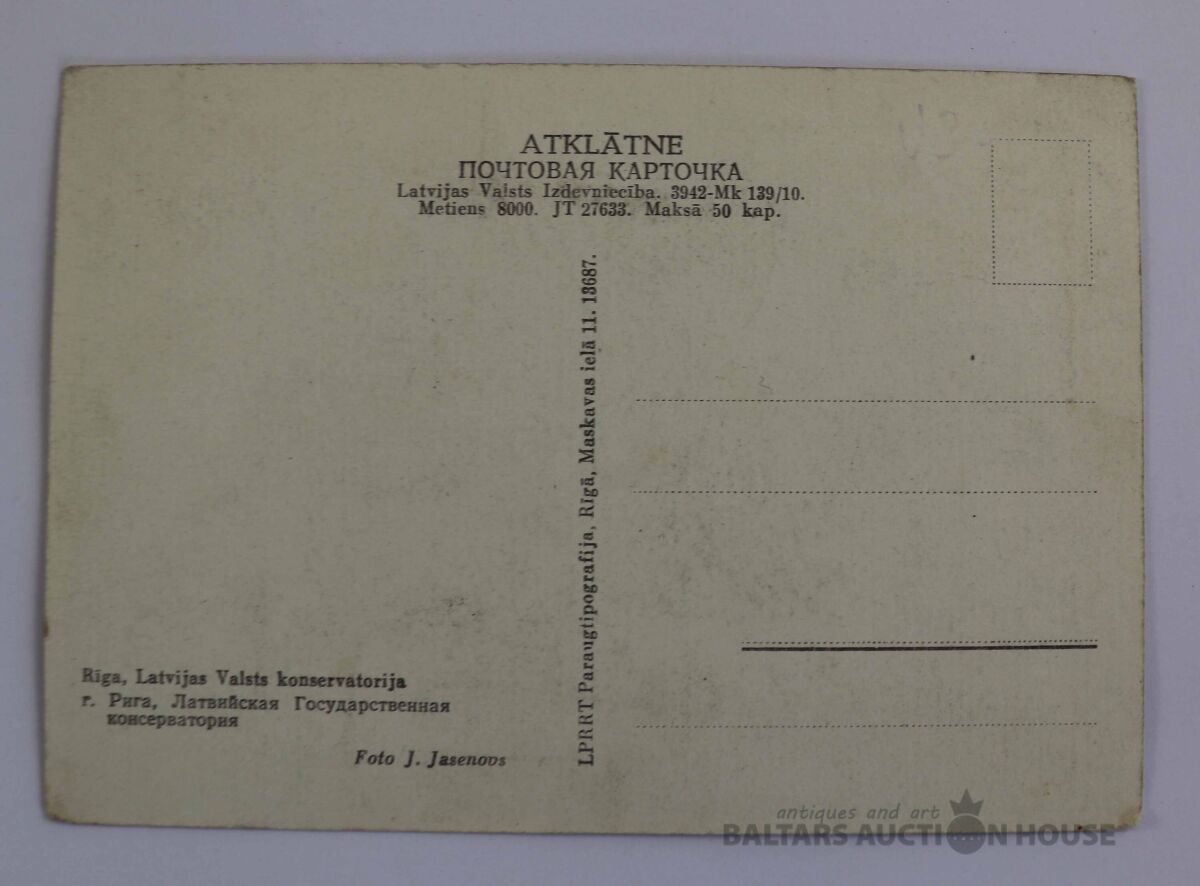 ATKLĀTNE
ПОЧТОВАЯ КАРТОЧКА
Latvijas Valsts Izdevniecība. 3942-Mk 139/10.
Metiens 8000. JT 27633. Maksā 50 kap.
LPRRT Paraugtipografija, Rīgā, Maskavas ielā 11. 13687.
Rīga, Latvijas Valsts konservatorija
г. Рига, Латвийская Государственная
консерватория
Foto J. Jasenovs
antiques and art
BALTARS AUCTION HOUSE